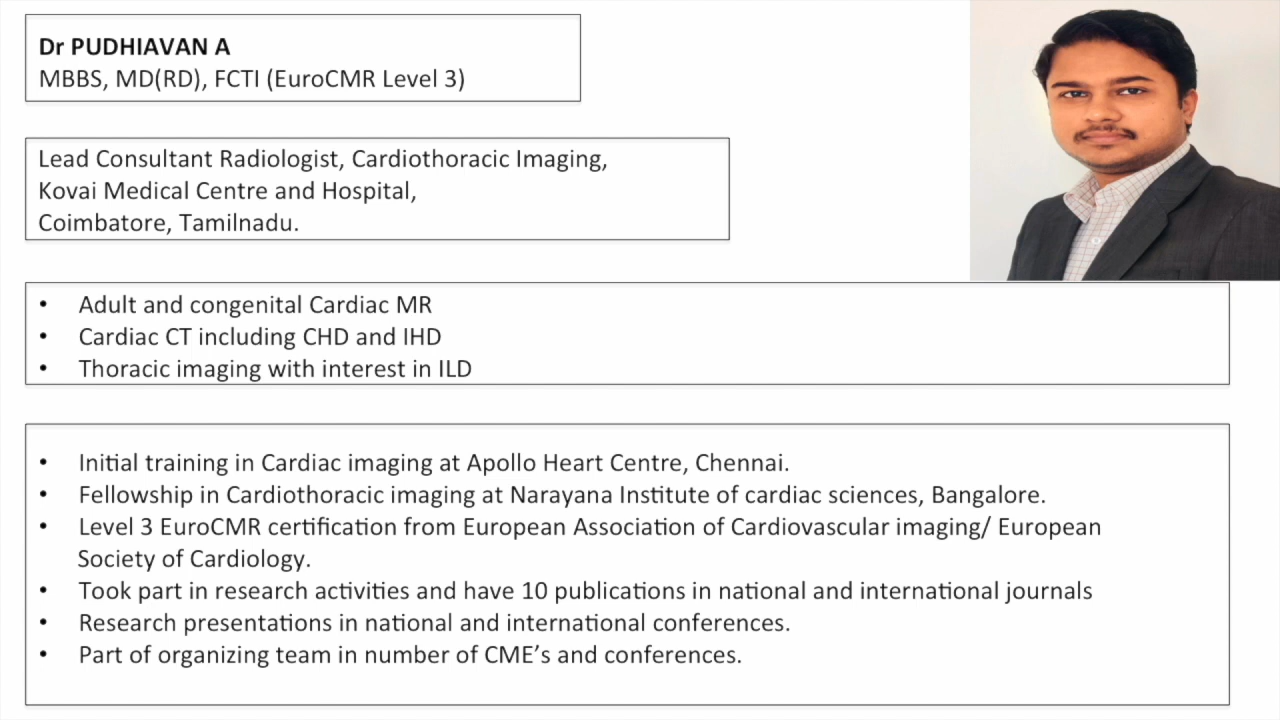 Dr PUDHIAVAN A
MBBS, MD(RD), FCTI (EuroCMR Level 3)
Lead Consultant Radiologist, Cardiothoracic Imaging,
Kovai Medical Centre and Hospital,
Coimbatore, Tamilnadu.
• Adult and congenital Cardiac MR
• Cardiac CT including CHD and IHD
• Thoracic imaging with interest in ILD
• Initial training in Cardiac imaging at Apollo Heart Centre, Chennai.
• Fellowship in Cardiothoracic imaging at Narayana Institute of cardiac sciences, Bangalore.
• Level 3 EuroCMR certification from European Association of Cardiovascular imaging/ European
Society of Cardiology.
• Took part in research activities and have 10 publications in national and international journals
• Research presentations in national and international conferences.
• Part of organizing team in number of CME’s and conferences.